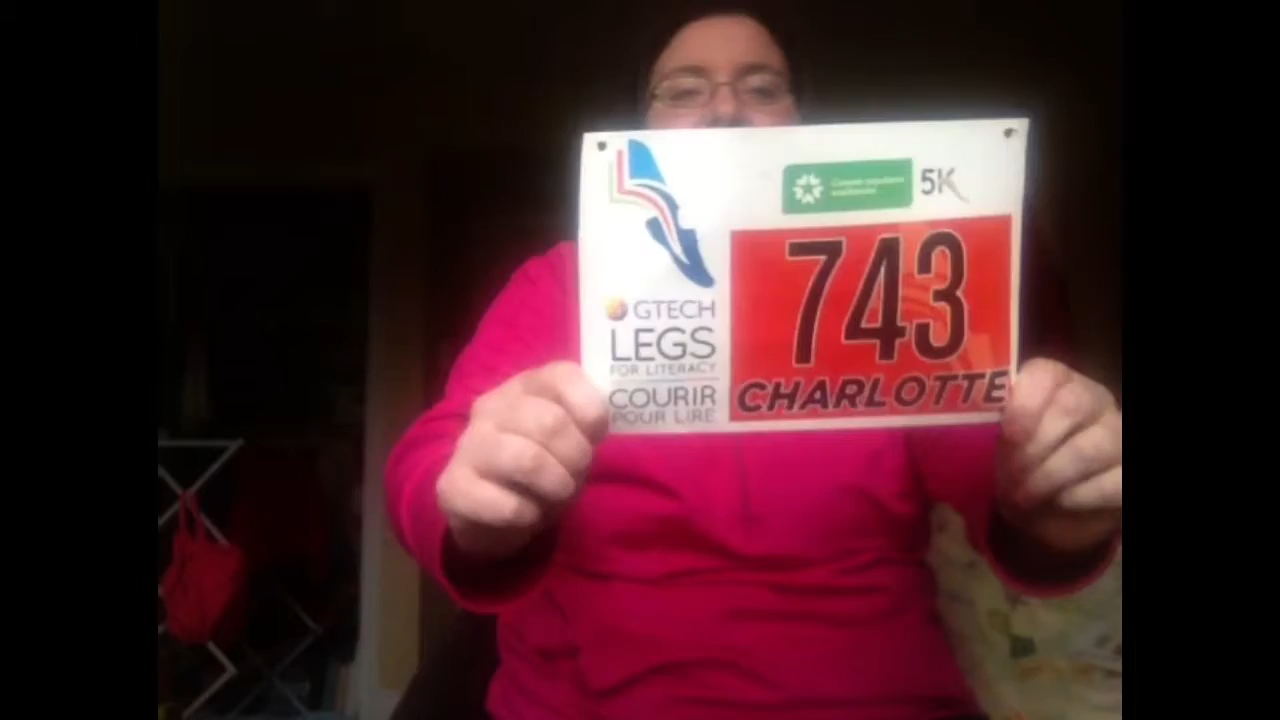 5K
743
CHARLOTTE
GTECH
LEGS
FOR LITERACY
COURIR
POUR LIRE